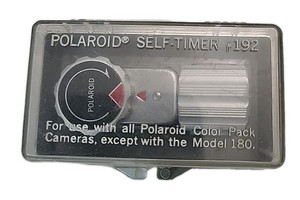 POLAROID® SELF-TIMER #192
POLAROID
For use with all Polaroid Color Pack
Cameras, except with the Model 180.